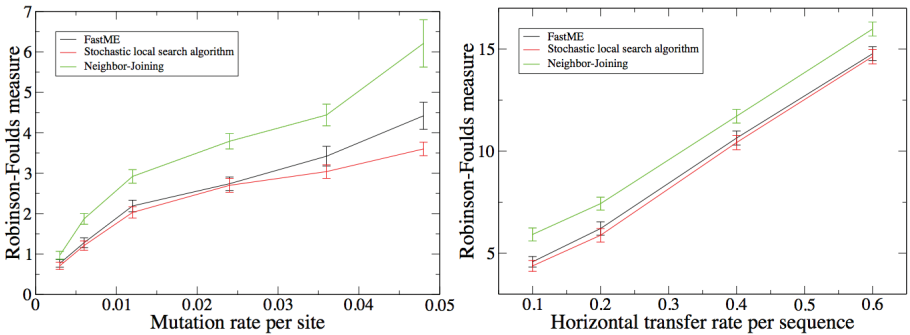 7
6
5
4
3
2
1
0
Robinson-Foulds measure
FastME
Stochastic local search algorithm
Neighbor-Joining
0
0.01
0.02
0.03
0.04
0.05
Mutation rate per site
15
10
5
Robinson-Foulds measure
FastME
Stochastic local search algorithm
Neighbor-Joining
0.1
0.2
0.3
0.4
0.5
0.6
Horizontal transfer rate per sequence